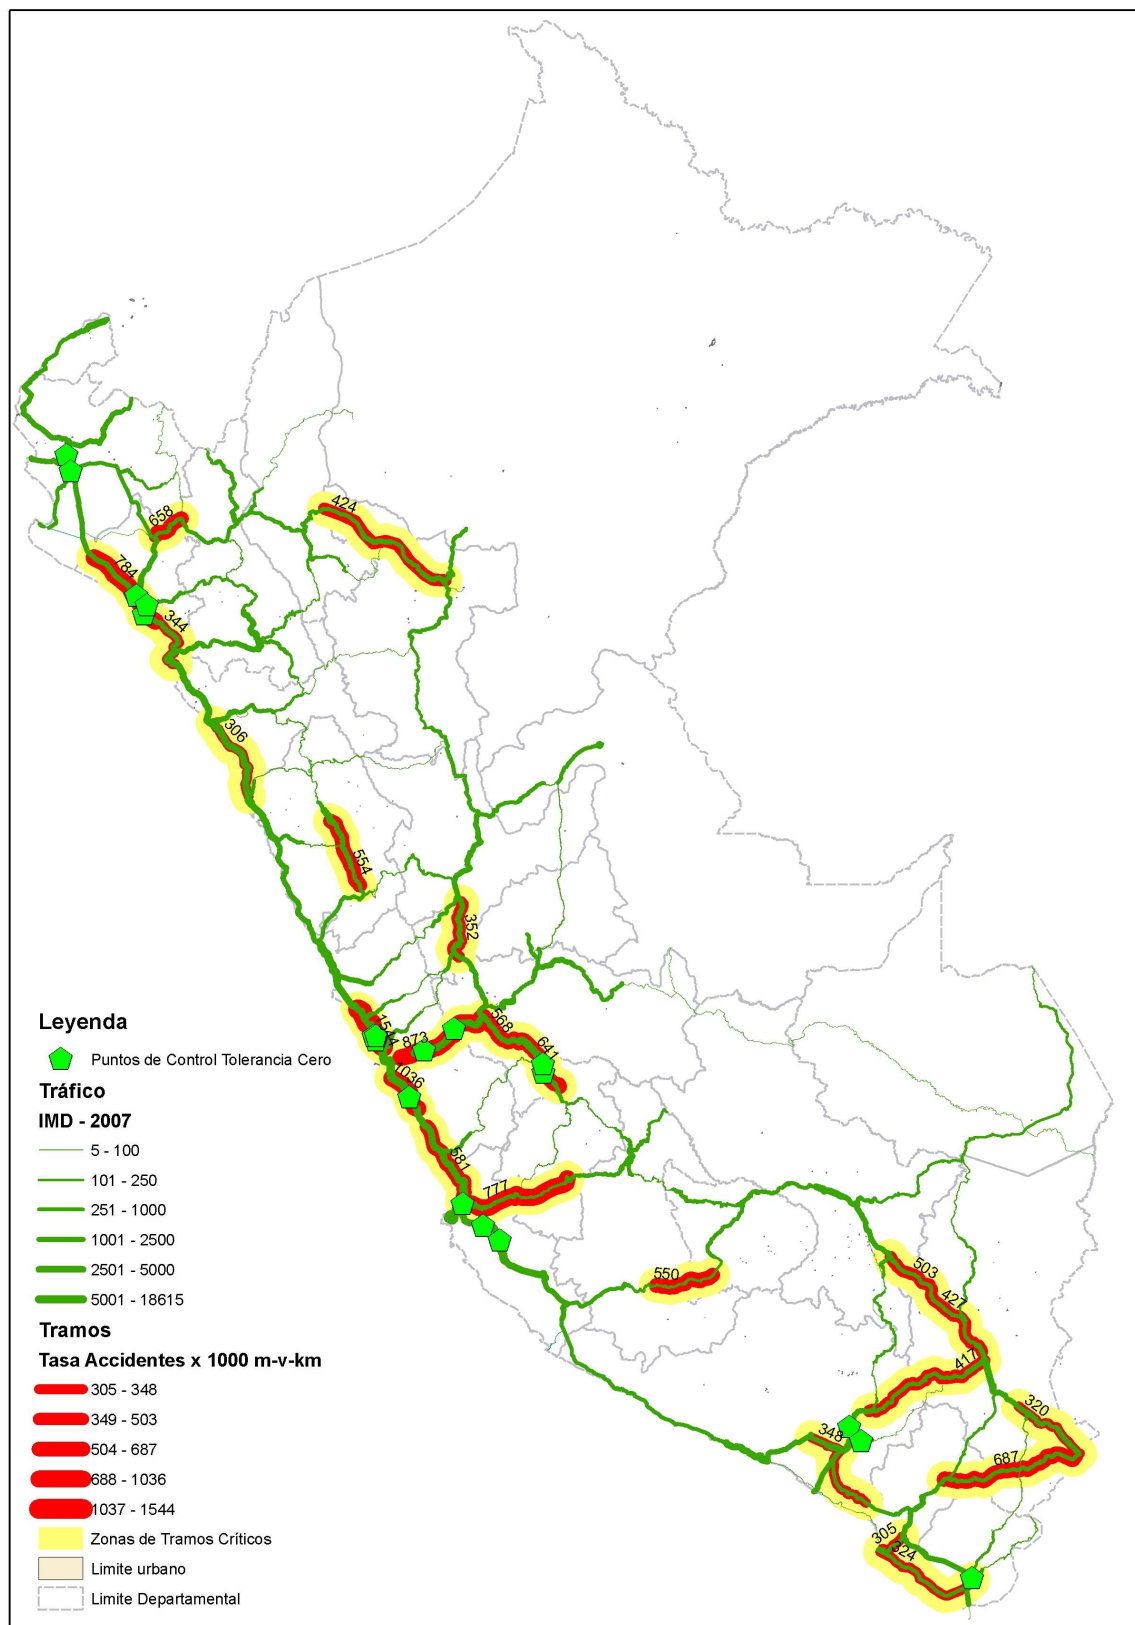 424
658
784
344
306
554
352
1544
873
568
641
1036
581
777
550
503
427
417
348
320
687
305
324
Leyenda
Puntos de Control Tolerancia Cero
Tráfico
IMD - 2007
5 - 100
101 - 250
251 - 1000
1001 - 2500
2501 - 5000
5001 - 18615
Tramos
Tasa Accidentes x 1000 m-v-km
305 - 348
349 - 503
504 - 687
688 - 1036
1037 - 1544
Zonas de Tramos Críticos
Limite urbano
Limite Departamental